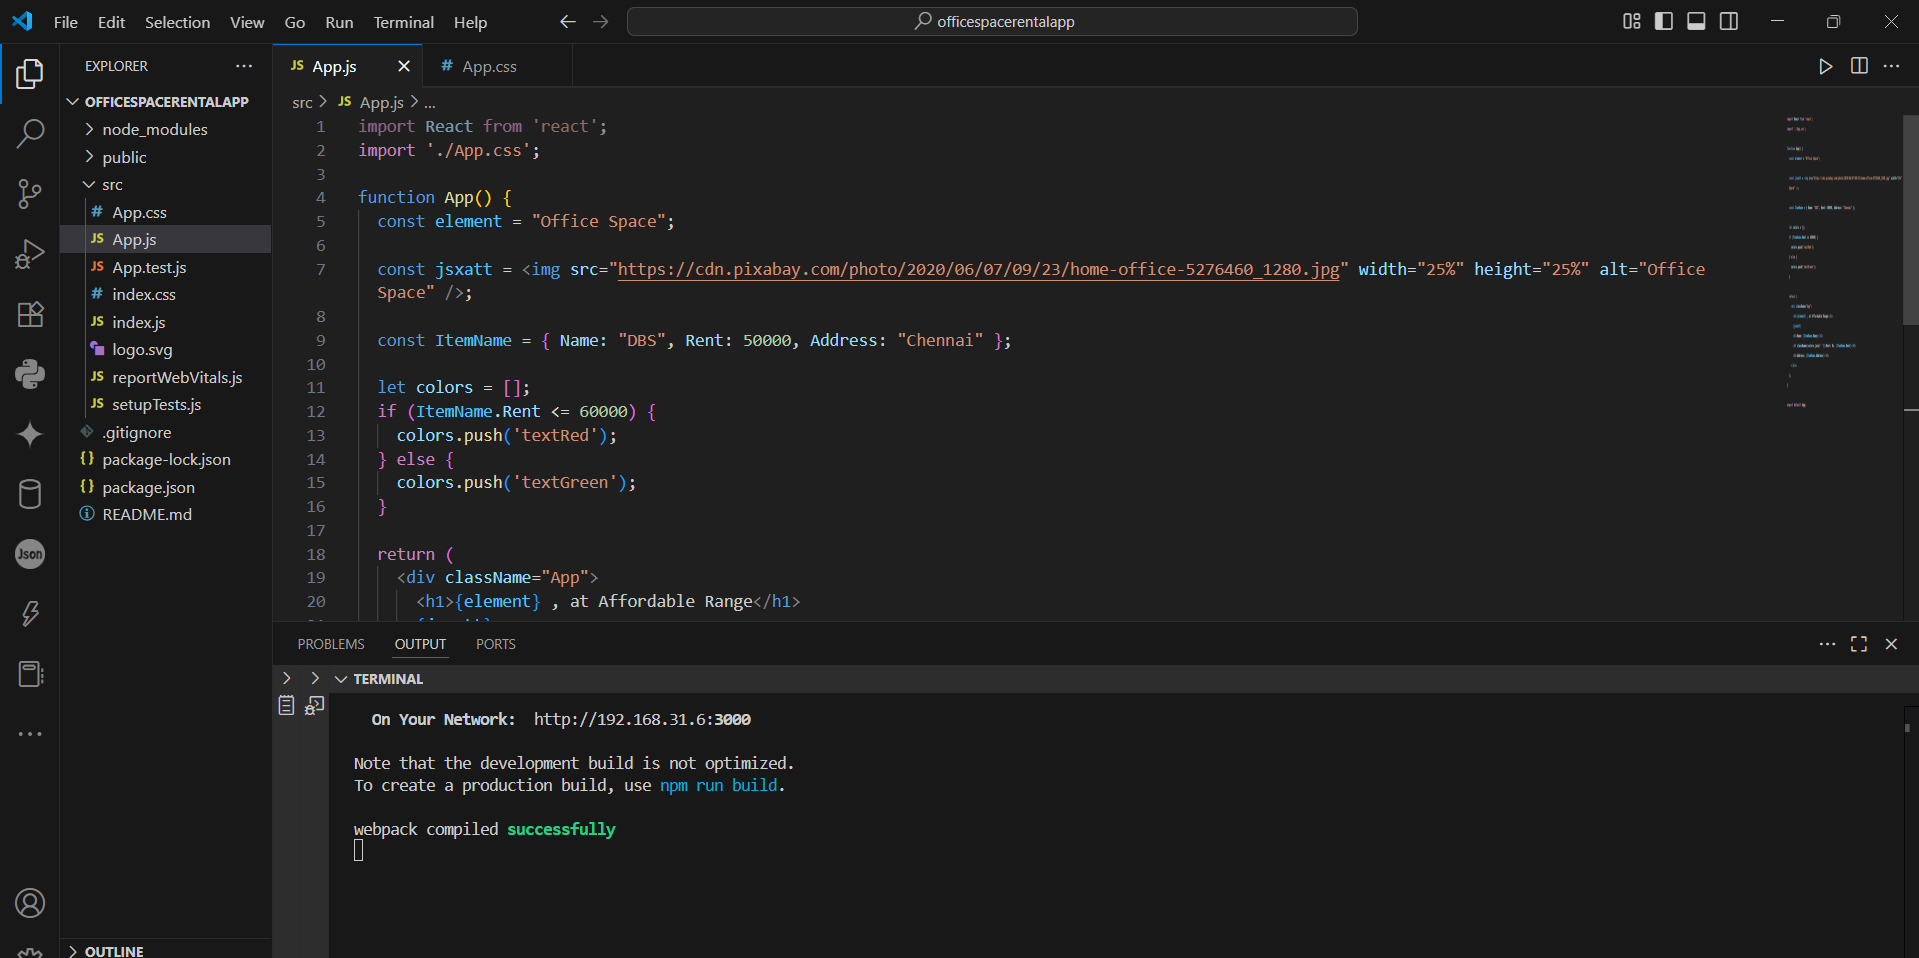 File Edit Selection View Go Run Terminal Help
officespacerentalapp
EXPLORER
OFFICESPACERENTALAPP
node_modules
public
src
# App.css
JS App.js
JS App.test.js
# index.css
JS index.js
logo.svg
JS reportWebVitals.js
JS setupTests.js
.gitignore
{} package-lock.json
{} package.json
README.md
Json
OUTLINE
JS App.js
# App.css
src > JS App.js > ...
1 import React from 'react';
2 import './App.css';
3
4 function App() {
5 const element = "Office Space";
6
7 const jsxatt = <img src="https://cdn.pixabay.com/photo/2020/06/07/09/23/home-office-5276460_1280.jpg" width="25%" height="25%" alt="Office
Space" />;
8
9 const ItemName = { Name: "DBS", Rent: 50000, Address: "Chennai" };
10
11 let colors = [];
12 if (ItemName.Rent <= 60000) {
13 colors.push('textRed');
14 } else {
15 colors.push('textGreen');
16 }
17
18 return (
19 <div className="App">
20 <h1>{element} , at Affordable Range</h1>
PROBLEMS OUTPUT PORTS
TERMINAL
On Your Network: http://192.168.31.6:3000
Note that the development build is not optimized.
To create a production build, use npm run build.
webpack compiled successfully